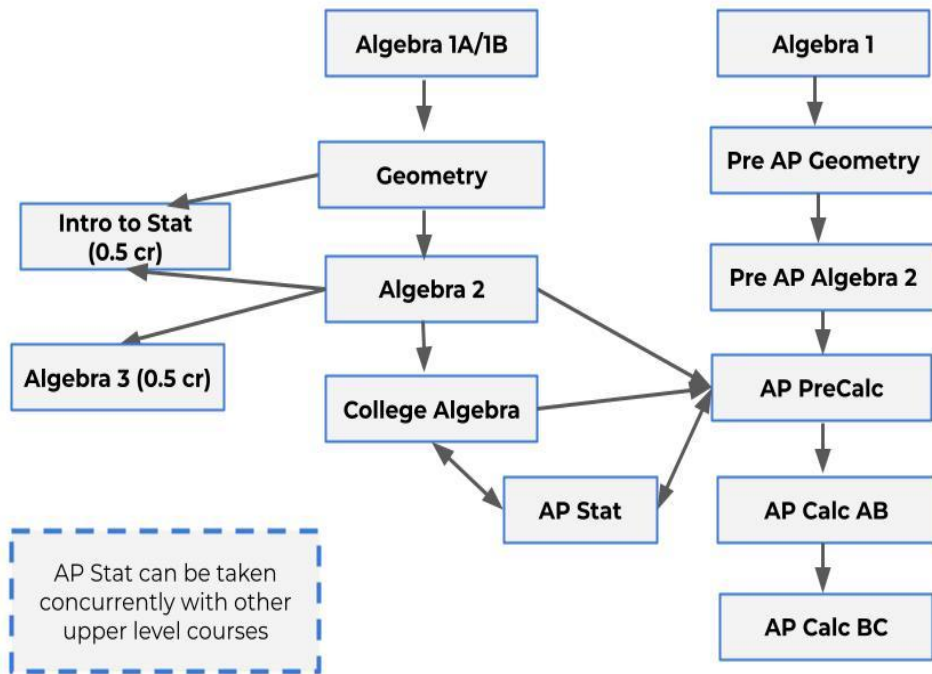 Algebra 1A/1B
Algebra 1
Pre AP Geometry
Geometry
Intro to Stat
(0.5 cr)
Algebra 2
Pre AP Algebra 2
Algebra 3 (0.5 cr)
College Algebra
AP PreCalc
AP Stat
AP Calc AB
AP Stat can be taken
concurrently with other
upper level courses
AP Calc BC